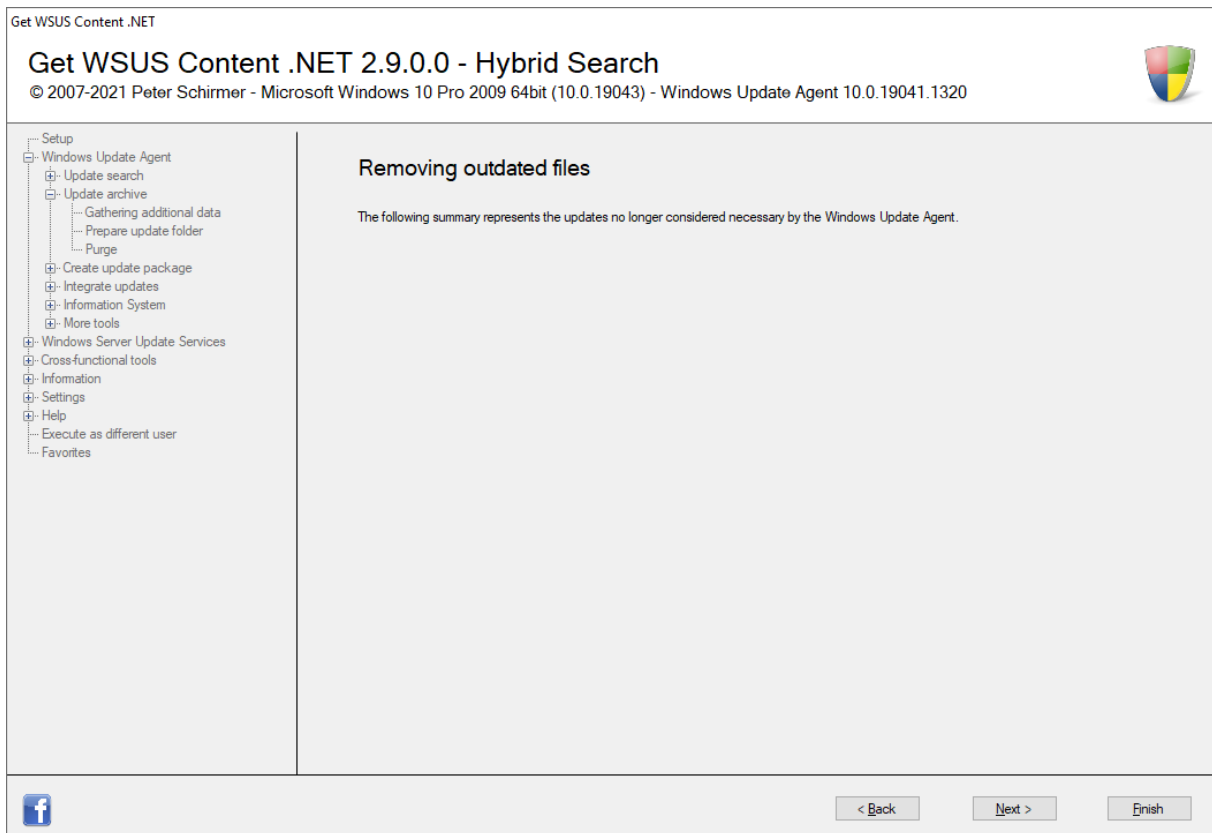 Get WSUS Content .NET
Get WSUS Content .NET 2.9.0.0 - Hybrid Search
© 2007-2021 Peter Schirmer - Microsoft Windows 10 Pro 2009 64bit (10.0.19043) - Windows Update Agent 10.0.19041.1320
Setup
Windows Update Agent
Update search
Update archive
Gathering additional data
Prepare update folder
Purge
Create update package
Integrate updates
Information System
More tools
Windows Server Update Services
Cross-functional tools
Information
Settings
Help
Execute as different user
Favorites
Removing outdated files
The following summary represents the updates no longer considered necessary by the Windows Update Agent.
< Back
Next >
Finish